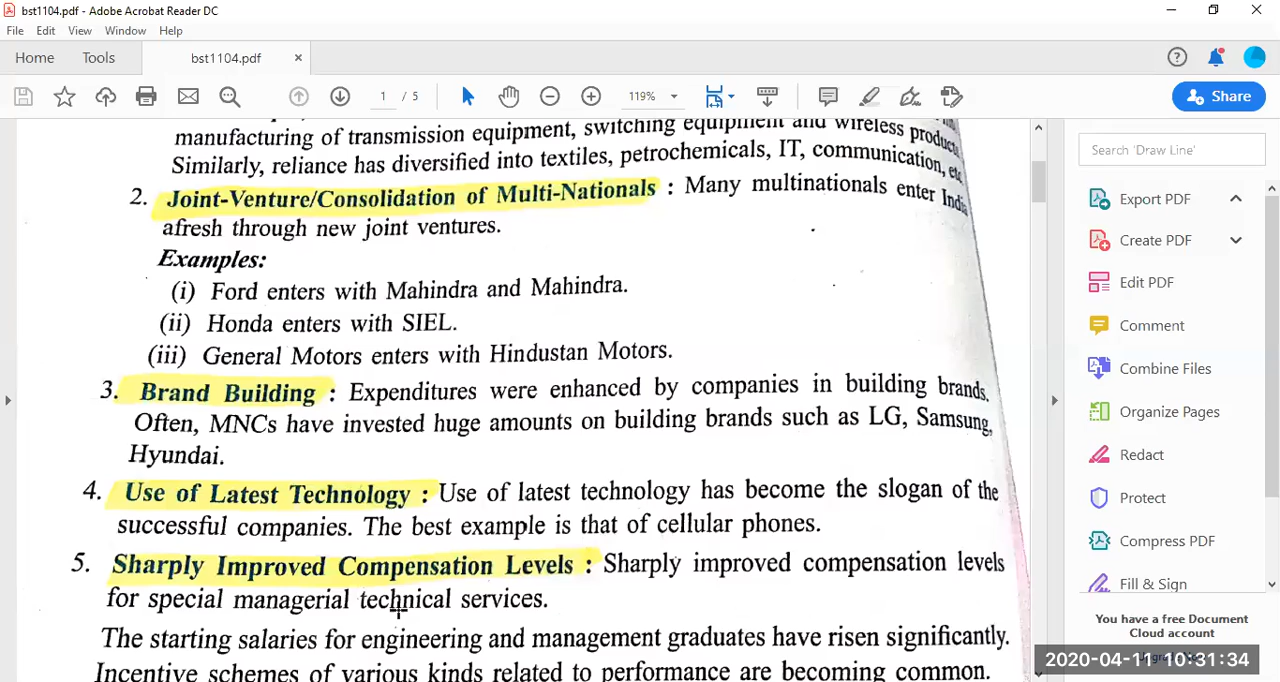 bst1104.pdf - Adobe Acrobat Reader DC
File Edit View Window Help
Home Tools bst1104.pdf ×
1 / 5 119% Share
manufacturing of transmission equipment, switching equipment and wireless products.
Similarly, reliance has diversified into textiles, petrochemicals, IT, communication, etc
2. Joint-Venture/Consolidation of Multi-Nationals : Many multinationals enter India
afresh through new joint ventures.
Examples:
(i) Ford enters with Mahindra and Mahindra.
(ii) Honda enters with SIEL.
(iii) General Motors enters with Hindustan Motors.
3. Brand Building : Expenditures were enhanced by companies in building brands.
Often, MNCs have invested huge amounts on building brands such as LG, Samsung,
Hyundai.
4. Use of Latest Technology : Use of latest technology has become the slogan of the
successful companies. The best example is that of cellular phones.
5. Sharply Improved Compensation Levels : Sharply improved compensation levels
for special managerial technical services.
The starting salaries for engineering and management graduates have risen significantly.
Incentive schemes of various kinds related to performance are becoming common.
Search 'Draw Line'
Export PDF
Create PDF
Edit PDF
Comment
Combine Files
Organize Pages
Redact
Protect
Compress PDF
Fill & Sign
You have a free Document
Cloud account
2020-04-11 10:31:34